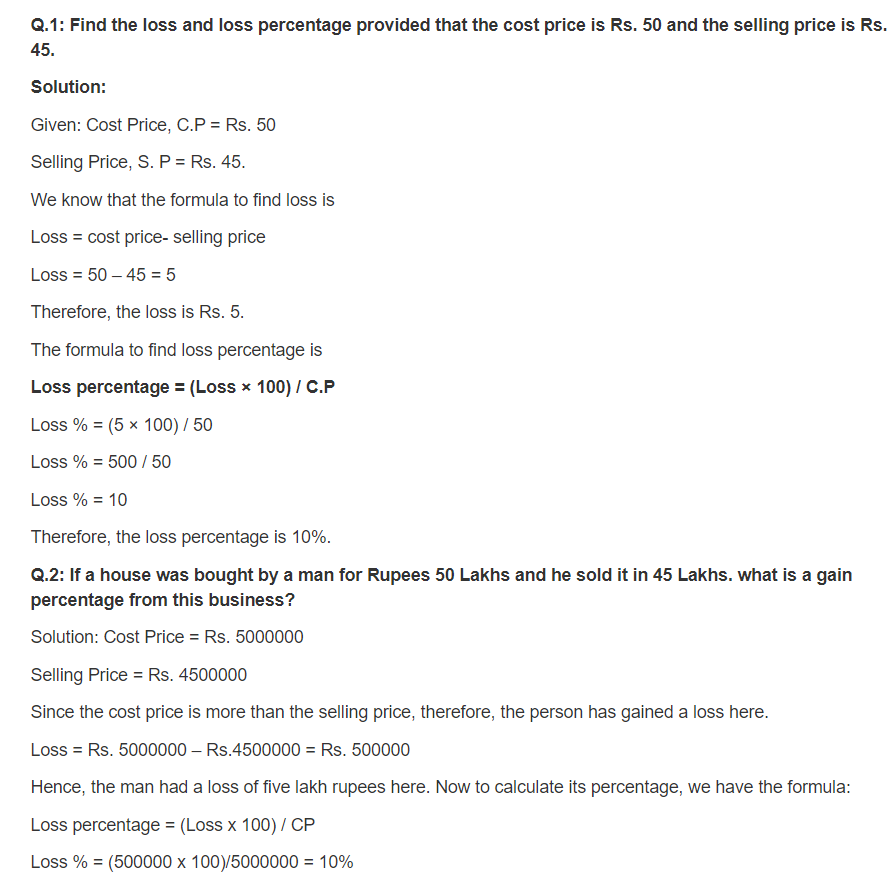 Q.1: Find the loss and loss percentage provided that the cost price is Rs. 50 and the selling price is Rs.
45.
Solution:
Given: Cost Price, C.P = Rs. 50
Selling Price, S. P = Rs. 45.
We know that the formula to find loss is
Loss = cost price- selling price
Loss = 50 – 45 = 5
Therefore, the loss is Rs. 5.
The formula to find loss percentage is
Loss percentage = (Loss × 100) / C.P
Loss % = (5 × 100) / 50
Loss % = 500 / 50
Loss % = 10
Therefore, the loss percentage is 10%.
Q.2: If a house was bought by a man for Rupees 50 Lakhs and he sold it in 45 Lakhs. what is a gain
percentage from this business?
Solution: Cost Price = Rs. 5000000
Selling Price = Rs. 4500000
Since the cost price is more than the selling price, therefore, the person has gained a loss here.
Loss = Rs. 5000000 – Rs.4500000 = Rs. 500000
Hence, the man had a loss of five lakh rupees here. Now to calculate its percentage, we have the formula:
Loss percentage = (Loss x 100) / CP
Loss % = (500000 x 100)/5000000 = 10%